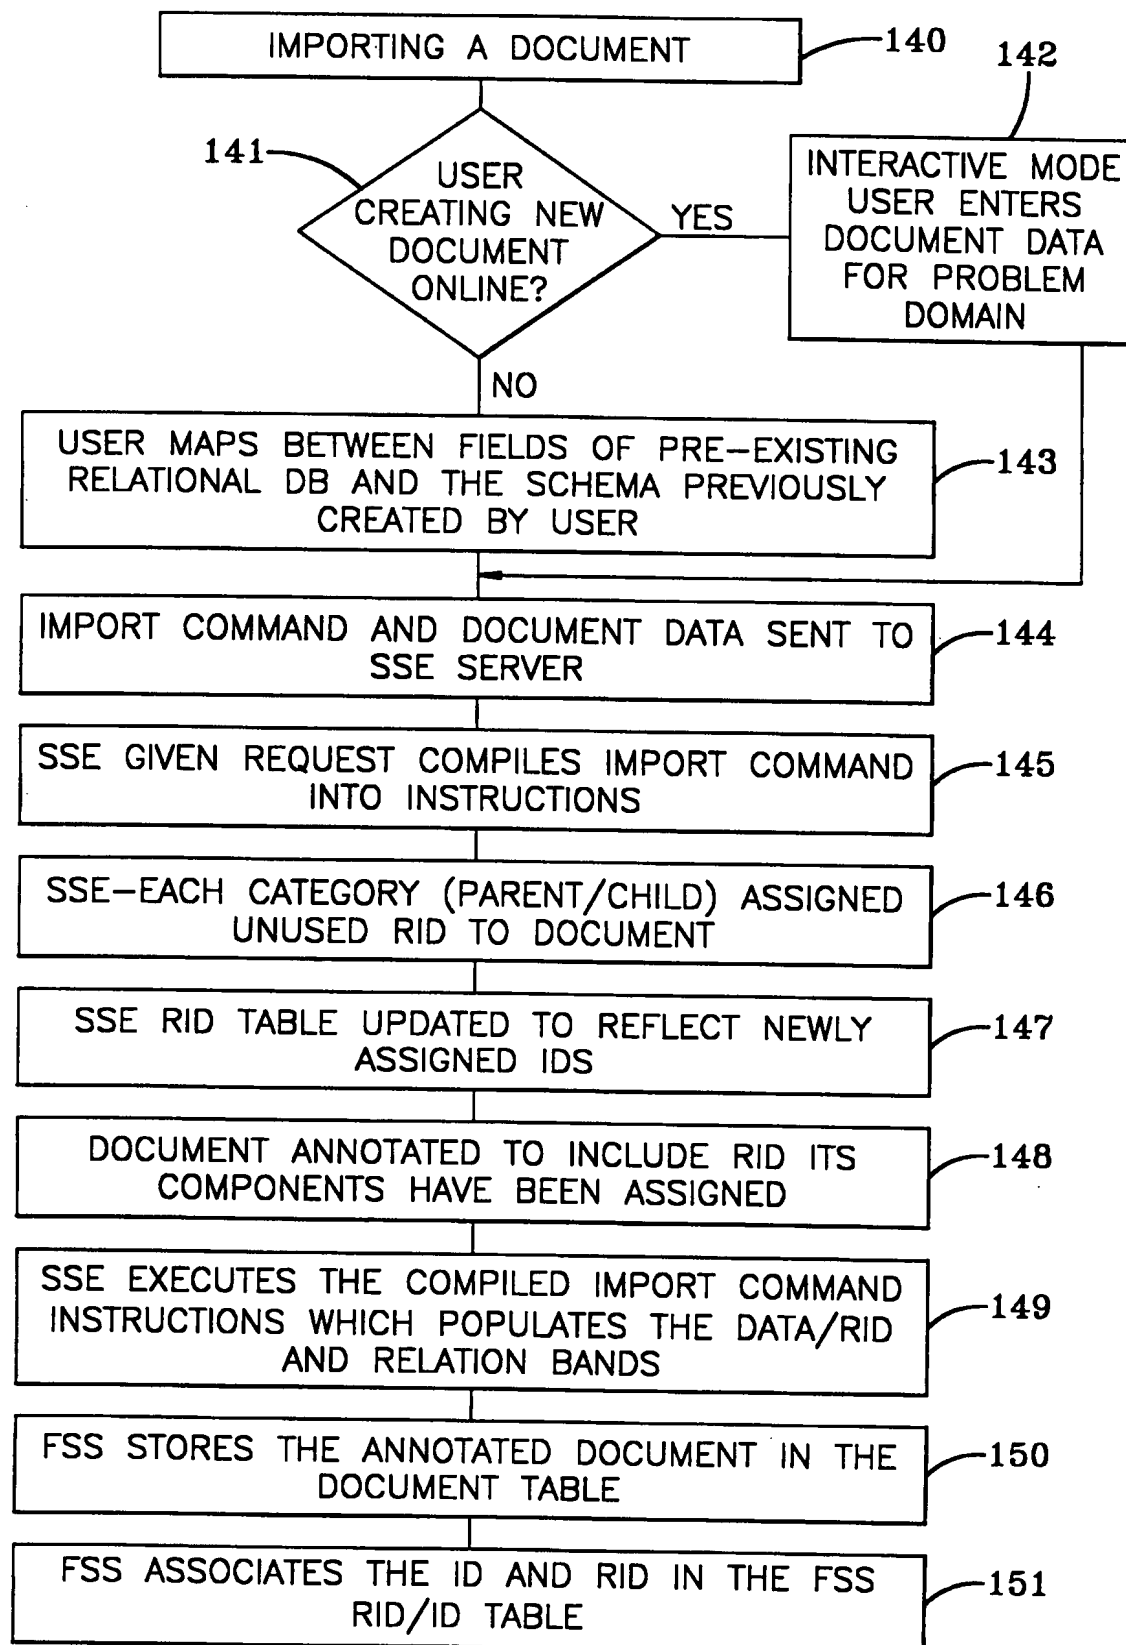 IMPORTING A DOCUMENT
140
142
141
USER
CREATING NEW
DOCUMENT
ONLINE?
YES
INTERACTIVE MODE
USER ENTERS
DOCUMENT DATA
FOR PROBLEM
DOMAIN
NO
USER MAPS BETWEEN FIELDS OF PRE-EXISTING
RELATIONAL DB AND THE SCHEMA PREVIOUSLY
CREATED BY USER
143
IMPORT COMMAND AND DOCUMENT DATA SENT TO
SSE SERVER
144
SSE GIVEN REQUEST COMPILES IMPORT COMMAND
INTO INSTRUCTIONS
145
SSE-EACH CATEGORY (PARENT/CHILD) ASSIGNED
UNUSED RID TO DOCUMENT
146
SSE RID TABLE UPDATED TO REFLECT NEWLY
ASSIGNED IDS
147
DOCUMENT ANNOTATED TO INCLUDE RID ITS
COMPONENTS HAVE BEEN ASSIGNED
148
SSE EXECUTES THE COMPILED IMPORT COMMAND
INSTRUCTIONS WHICH POPULATES THE DATA/RID
AND RELATION BANDS
149
FSS STORES THE ANNOTATED DOCUMENT IN THE
DOCUMENT TABLE
150
FSS ASSOCIATES THE ID AND RID IN THE FSS
RID/ID TABLE
151